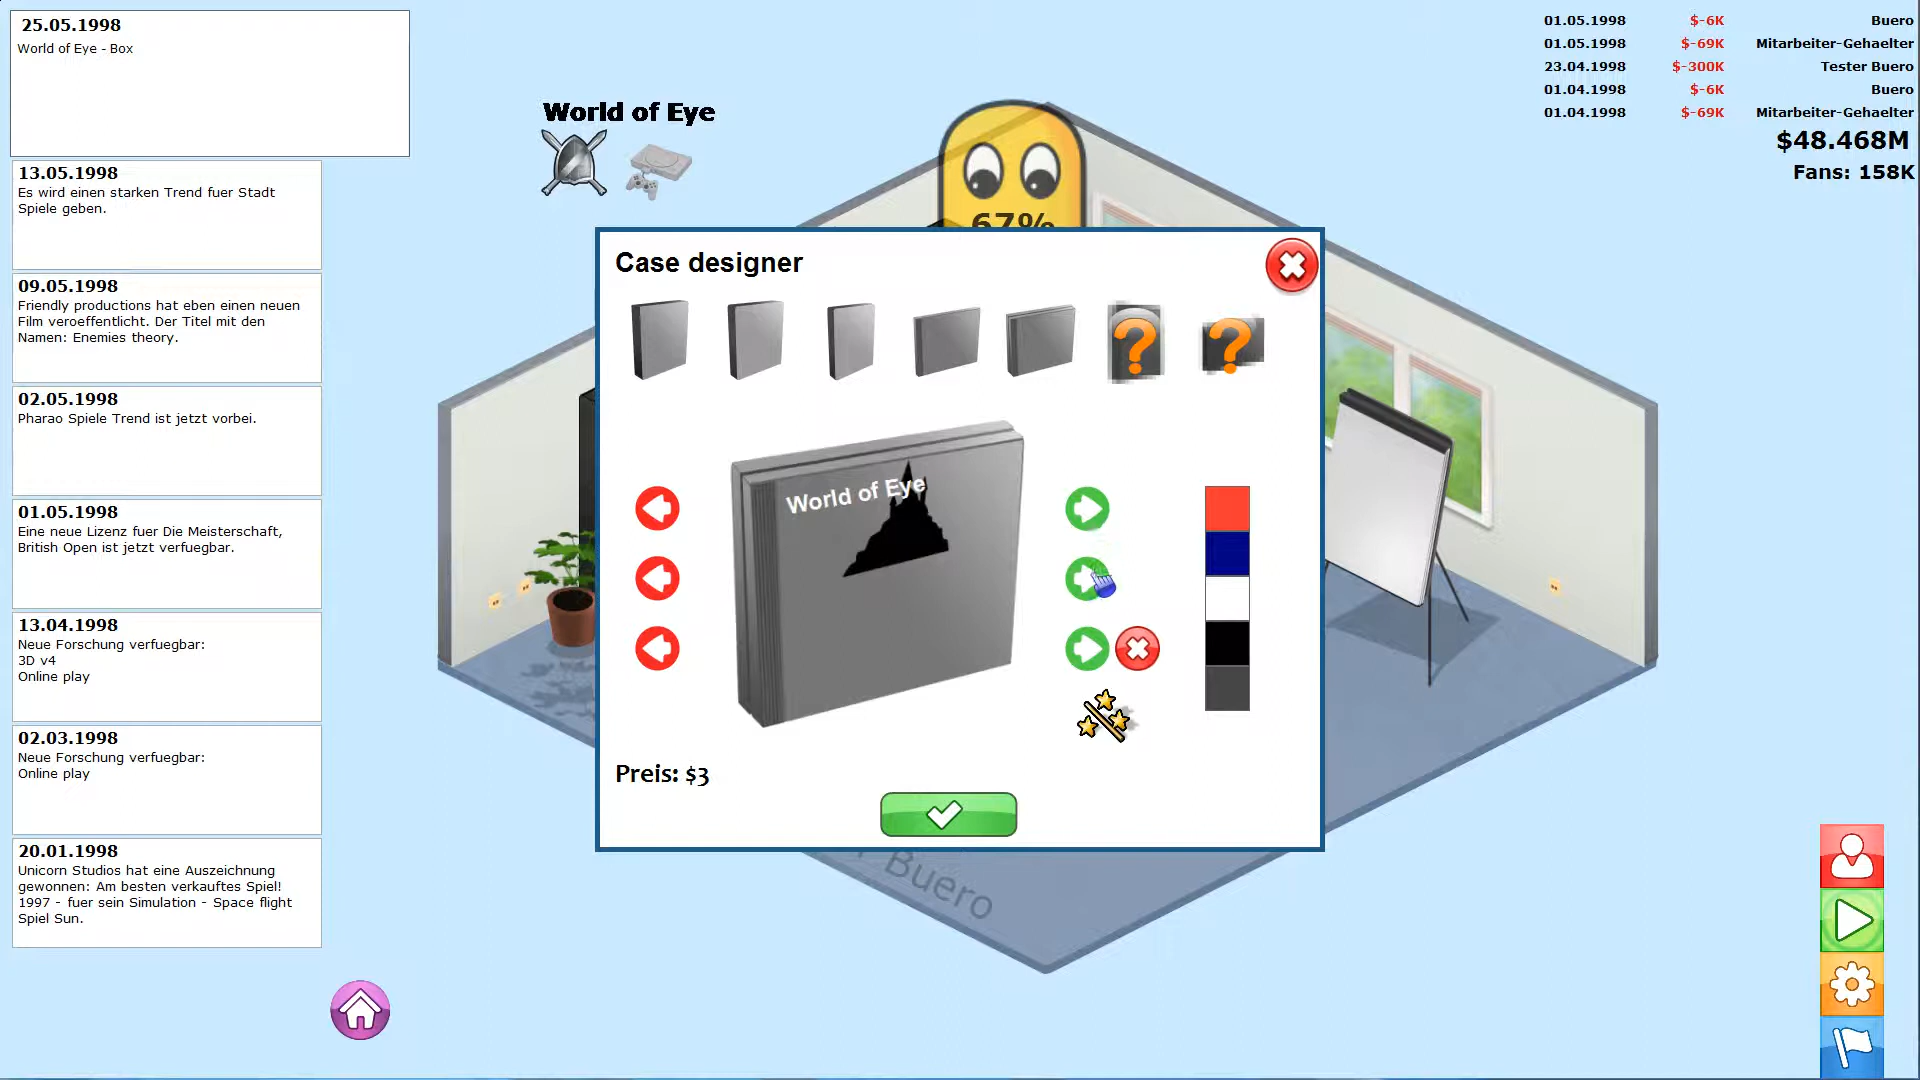 25.05.1998
World of Eye - Box
13.05.1998
Es wird einen starken Trend fuer Stadt
Spiele geben.
09.05.1998
Friendly productions hat eben einen neuen
Film veroeffentlicht. Der Titel mit den
Namen: Enemies theory.
02.05.1998
Pharao Spiele Trend ist jetzt vorbei.
01.05.1998
Eine neue Lizenz fuer Die Meisterschaft,
British Open ist jetzt verfuegbar.
13.04.1998
Neue Forschung verfuegbar:
3D v4
Online play
02.03.1998
Neue Forschung verfuegbar:
Online play
20.01.1998
Unicorn Studios hat eine Auszeichnung
gewonnen: Am besten verkauftes Spiel!
1997 - fuer sein Simulation - Space flight
Spiel Sun.
World of Eye
67%
Case designer
World of Eye
Preis: $3
Buero
01.05.1998 $-6K Buero
01.05.1998 $-69K Mitarbeiter-Gehaelter
23.04.1998 $-300K Tester Buero
01.04.1998 $-6K Buero
01.04.1998 $-69K Mitarbeiter-Gehaelter
$48.468M
Fans: 158K